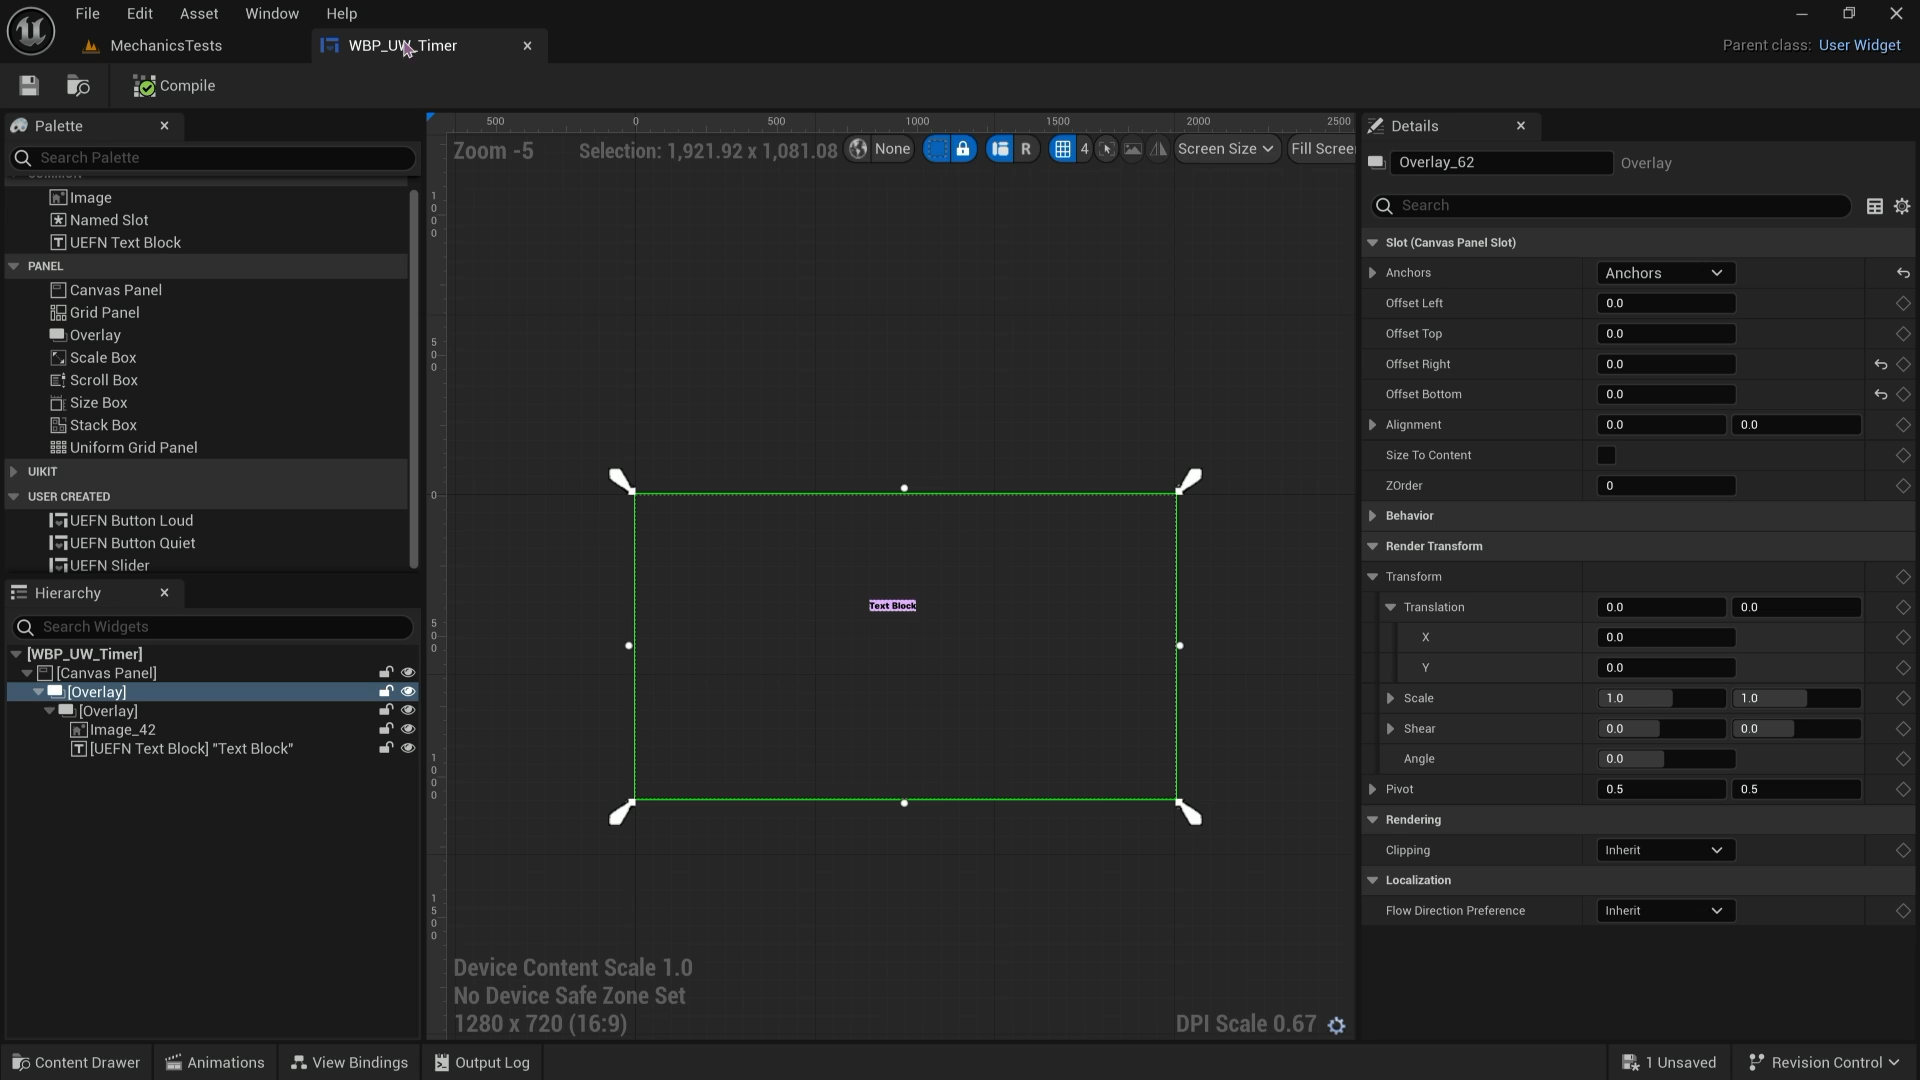 File Edit Asset Window Help
MechanicsTests
WBP_UW_Timer
Parent class: User Widget
Compile
Palette
Search Palette
Image
Named Slot
UEFN Text Block
PANEL
Canvas Panel
Grid Panel
Overlay
Scale Box
Scroll Box
Size Box
Stack Box
Uniform Grid Panel
UIKIT
USER CREATED
UEFN Button Loud
UEFN Button Quiet
UEFN Slider
Hierarchy
Search Widgets
[WBP_UW_Timer]
[Canvas Panel]
[Overlay]
[Overlay]
Image_42
[UEFN Text Block] "Text Block"
500 0 500 1000 1500 2000 2500
Zoom -5
Selection: 1,921.92 x 1,081.08
None
R
4
Screen Size
Fill Scree
1000
500
0
500
1000
1500
Text Block
Device Content Scale 1.0
No Device Safe Zone Set
1280 x 720 (16:9)
DPI Scale 0.67
Details
Overlay_62 Overlay
Search
Slot (Canvas Panel Slot)
Anchors Anchors
Offset Left 0.0
Offset Top 0.0
Offset Right 0.0
Offset Bottom 0.0
Alignment 0.0 0.0
Size To Content
ZOrder 0
Behavior
Render Transform
Transform
Translation 0.0 0.0
X 0.0
Y 0.0
Scale 1.0 1.0
Shear 0.0 0.0
Angle 0.0
Pivot 0.5 0.5
Rendering
Clipping Inherit
Localization
Flow Direction Preference Inherit
Content Drawer
Animations
View Bindings
Output Log
1 Unsaved
Revision Control